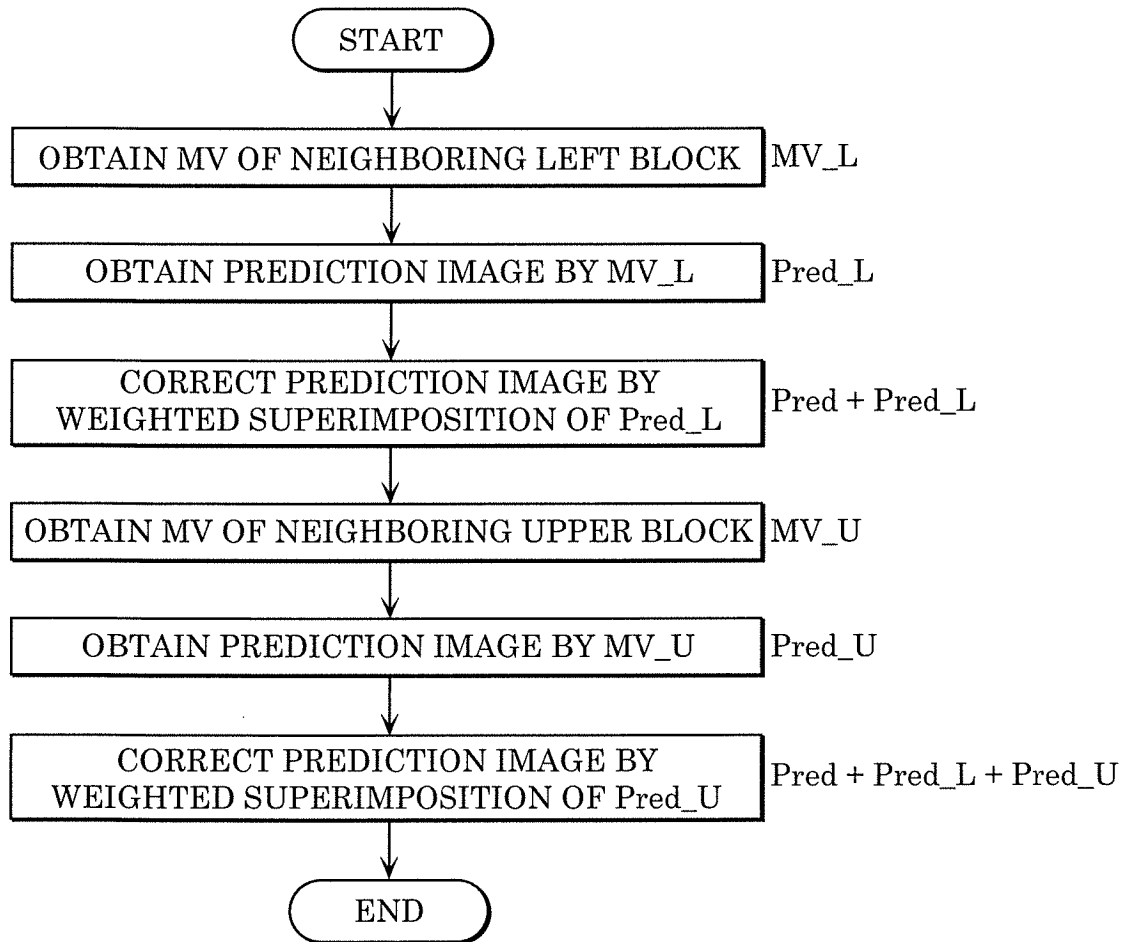 START
OBTAIN MV OF NEIGHBORING LEFT BLOCK MV_L
OBTAIN PREDICTION IMAGE BY MV_L Pred_L
CORRECT PREDICTION IMAGE BY
WEIGHTED SUPERIMPOSITION OF Pred_L
Pred + Pred_L
OBTAIN MV OF NEIGHBORING UPPER BLOCK MV_U
OBTAIN PREDICTION IMAGE BY MV_U Pred_U
CORRECT PREDICTION IMAGE BY
WEIGHTED SUPERIMPOSITION OF Pred_U
Pred + Pred_L + Pred_U
END